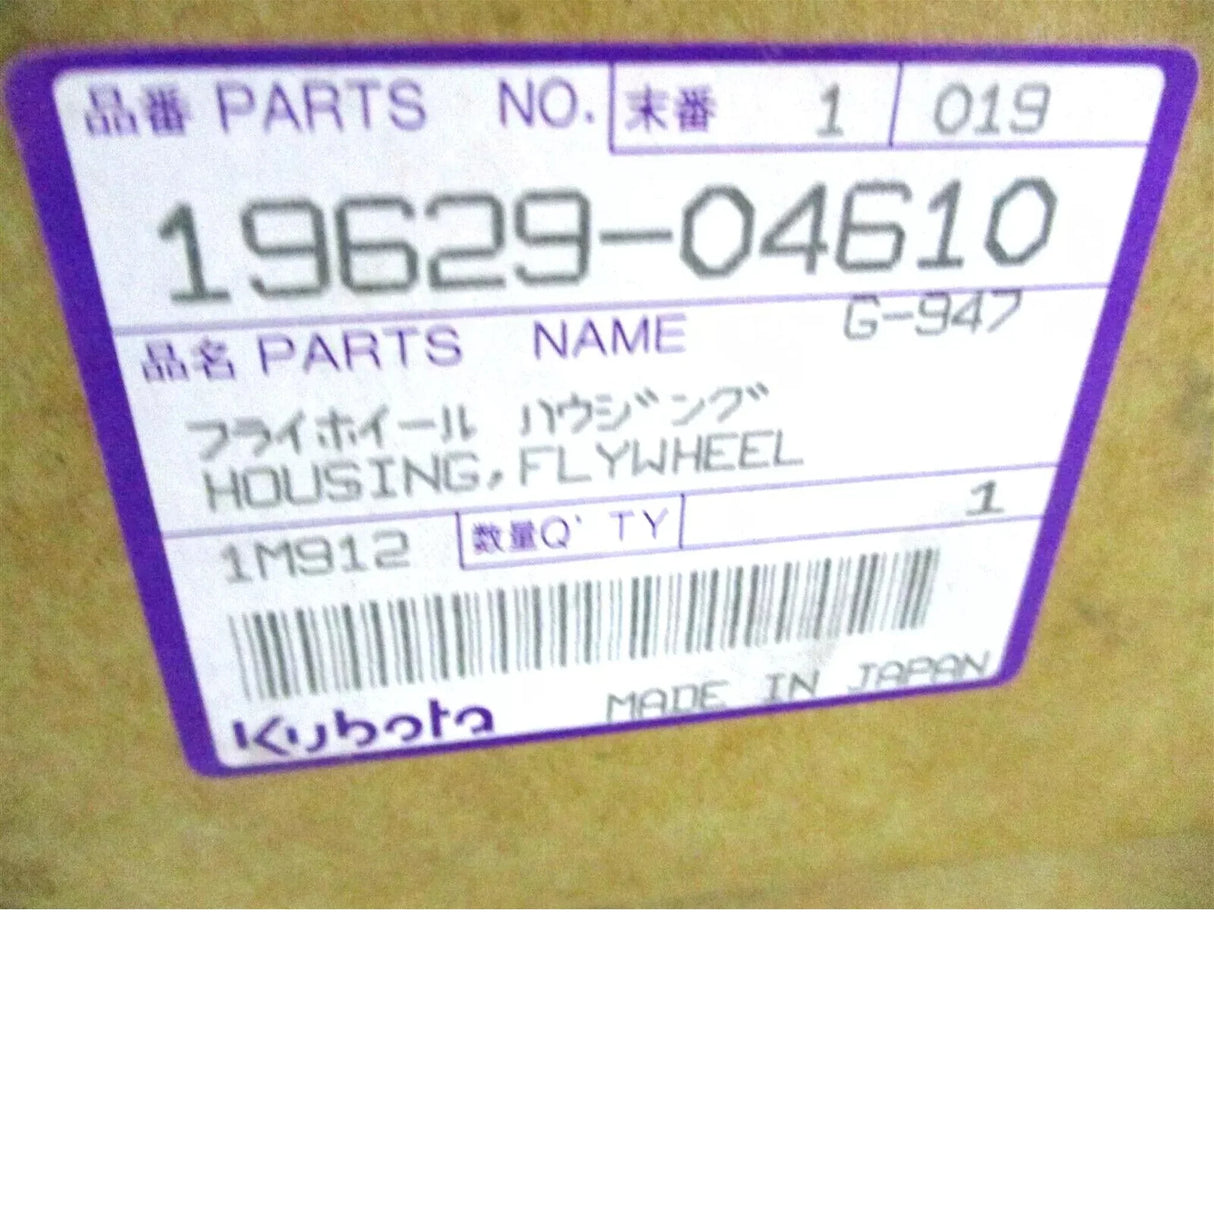 品番 PARTS NO. 末番 1 019
19629-04610
品名 PARTS NAME G-947
フライホイール ハウジング
HOUSING,FLYWHEEL
1M912 数量Q'TY 1
Kubota MADE IN JAPAN